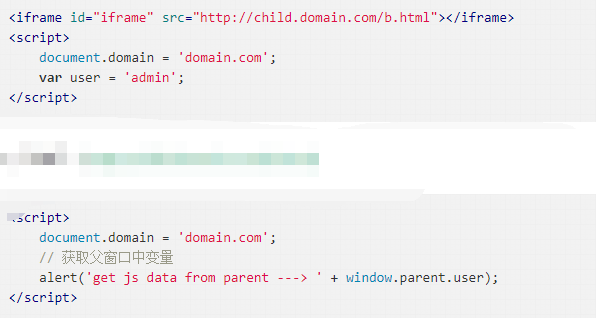 <iframe id="iframe" src="http://child.domain.com/b.html"></iframe>
<script>
    document.domain = 'domain.com';
    var user = 'admin';
</script>
<script>
    document.domain = 'domain.com';
    // 获取父窗口中变量
    alert('get js data from parent ---> ' + window.parent.user);
</script>